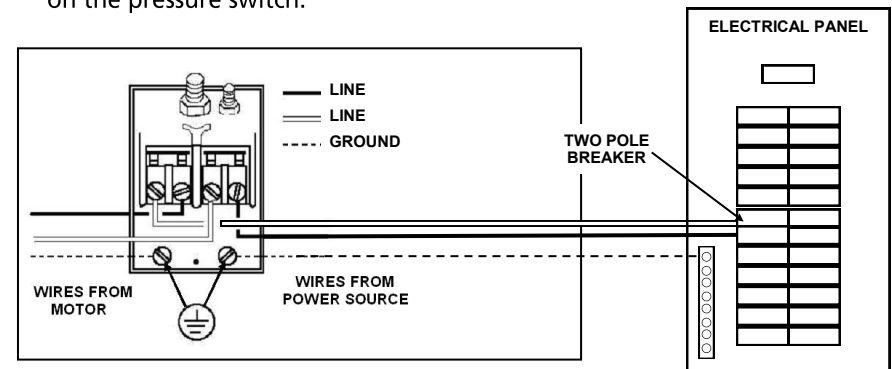 on the pressure switch.
ELECTRICAL PANEL
LINE
LINE
GROUND
TWO POLE
BREAKER
WIRES FROM
MOTOR
WIRES FROM
POWER SOURCE